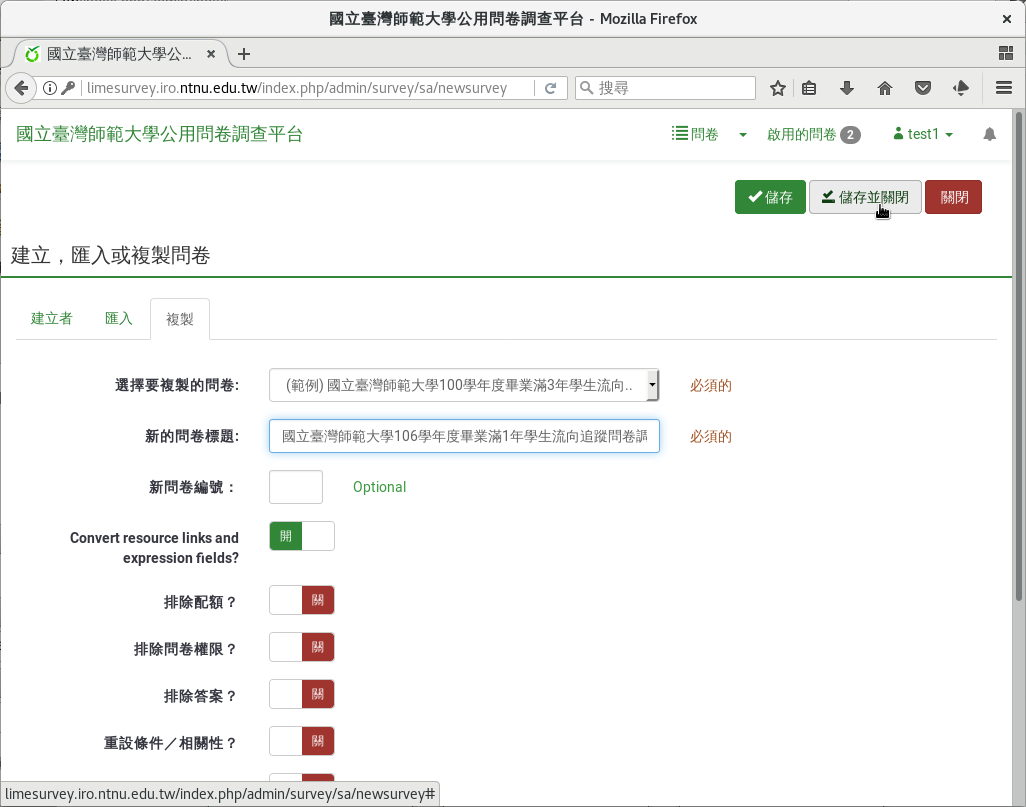 國立臺灣師範大學公用問卷調查平台 - Mozilla Firefox
國立臺灣師範大學公...
limesurvey.iro.ntnu.edu.tw/index.php/admin/survey/sa/newsurvey
搜尋
國立臺灣師範大學公用問卷調查平台
問卷
啟用的問卷 2
test1
儲存
儲存並關閉
關閉
建立，匯入或複製問卷
建立者
匯入
複製
選擇要複製的問卷:
(範例) 國立臺灣師範大學100學年度畢業滿3年學生流向..
必須的
新的問卷標題:
國立臺灣師範大學106學年度畢業滿1年學生流向追蹤問卷調
必須的
新問卷編號：
Optional
Convert resource links and
expression fields?
開
排除配額？
關
排除問卷權限？
關
排除答案？
關
重設條件／相關性？
關
limesurvey.iro.ntnu.edu.tw/index.php/admin/survey/sa/newsurvey#